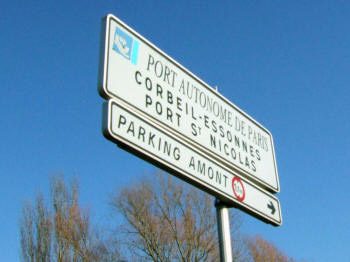 PORT AUTONOME DE PARIS
CORBEIL-ESSONNES
PORT ST NICOLAS
PARKING AMONT